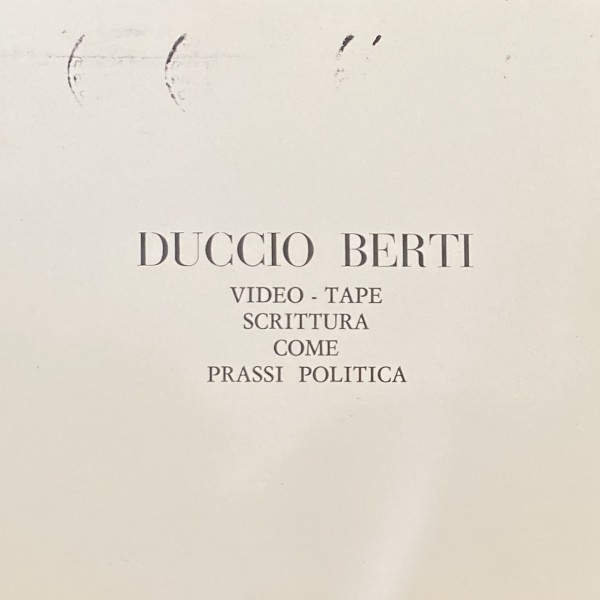 DUCCIO BERTI
VIDEO - TAPE
SCRITTURA
COME
PRASSI POLITICA